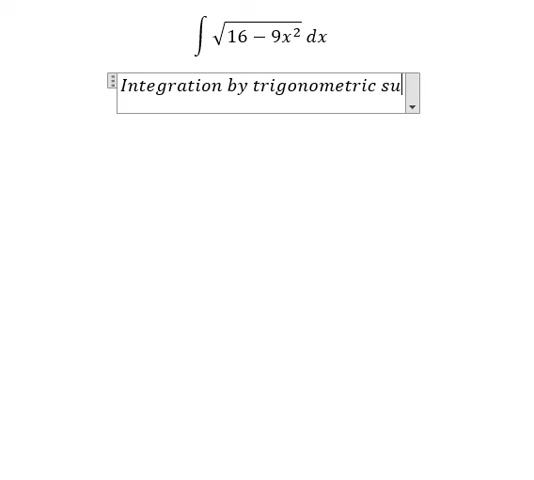 ∫ √16 − 9x² dx
Integration by trigonometric su